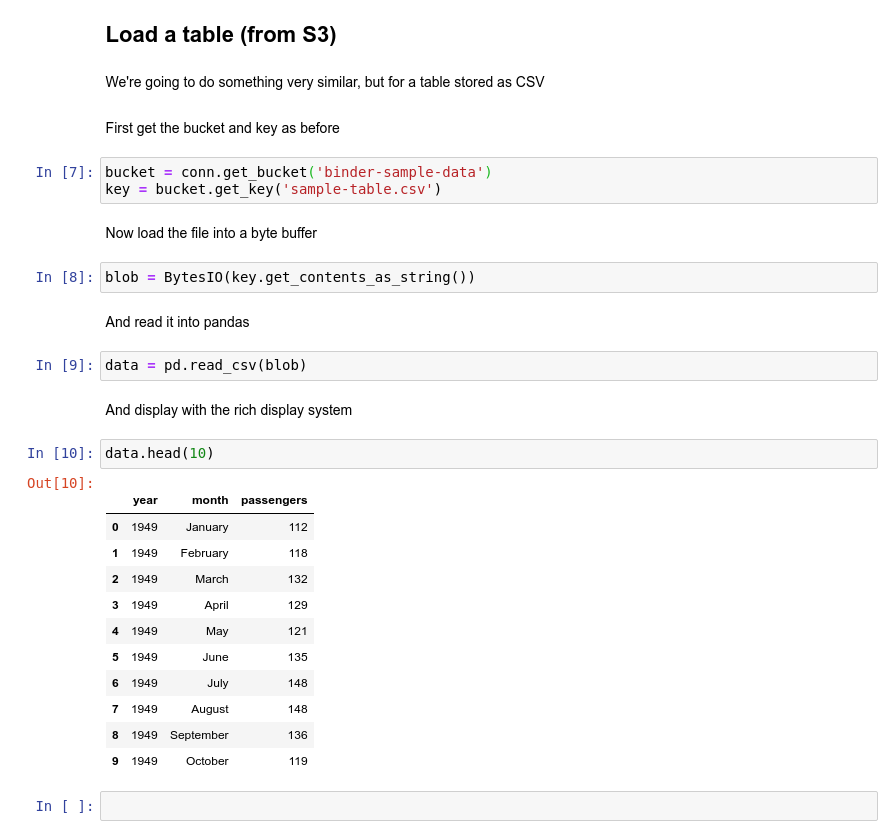 Load a table (from S3)
We're going to do something very similar, but for a table stored as CSV
First get the bucket and key as before
In [7]: bucket = conn.get_bucket('binder-sample-data')
key = bucket.get_key('sample-table.csv')
Now load the file into a byte buffer
In [8]: blob = BytesIO(key.get_contents_as_string())
And read it into pandas
In [9]: data = pd.read_csv(blob)
And display with the rich display system
In [10]: data.head(10)
Out[10]:
year month passengers
0 1949 January 112
1 1949 February 118
2 1949 March 132
3 1949 April 129
4 1949 May 121
5 1949 June 135
6 1949 July 148
7 1949 August 148
8 1949 September 136
9 1949 October 119
In [ ]: